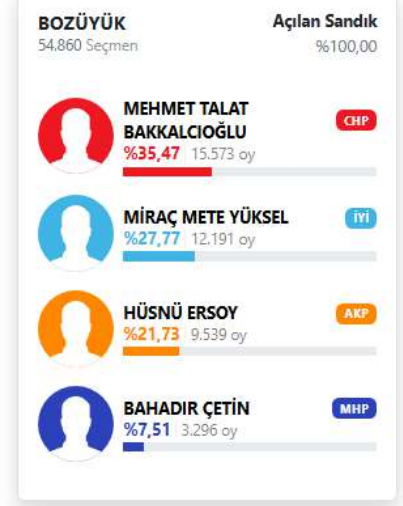 BOZÜYÜK Açılan Sandık
54.860 Seçmen %100,00
MEHMET TALAT
BAKKALCIOĞLU CHP
%35,47 15.573 oy
MİRAÇ METE YÜKSEL İYİ
%27,77 12.191 oy
HÜSNÜ ERSOY AKP
%21,73 9.539 oy
BAHADIR ÇETİN MHP
%7,51 3.296 oy